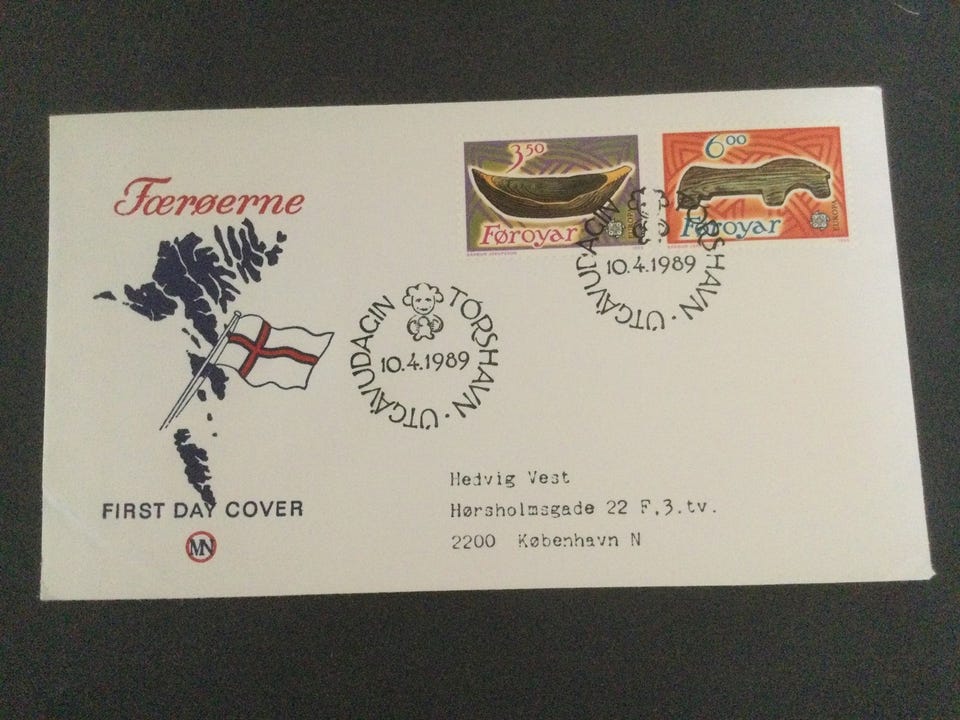 Færøerne
3 50
Føroyar
EUROPA
6 00
Føroyar
EUROPA
ÚTGÁVUDAGIN TÓRSHAVN
10.4.1989
ÚTGÁVUDAGIN TÓRSHAVN
10.4.1989
FIRST DAY COVER
MN
Hedvig Vest
Hørsholmsgade 22 F,3.tv.
2200 København N